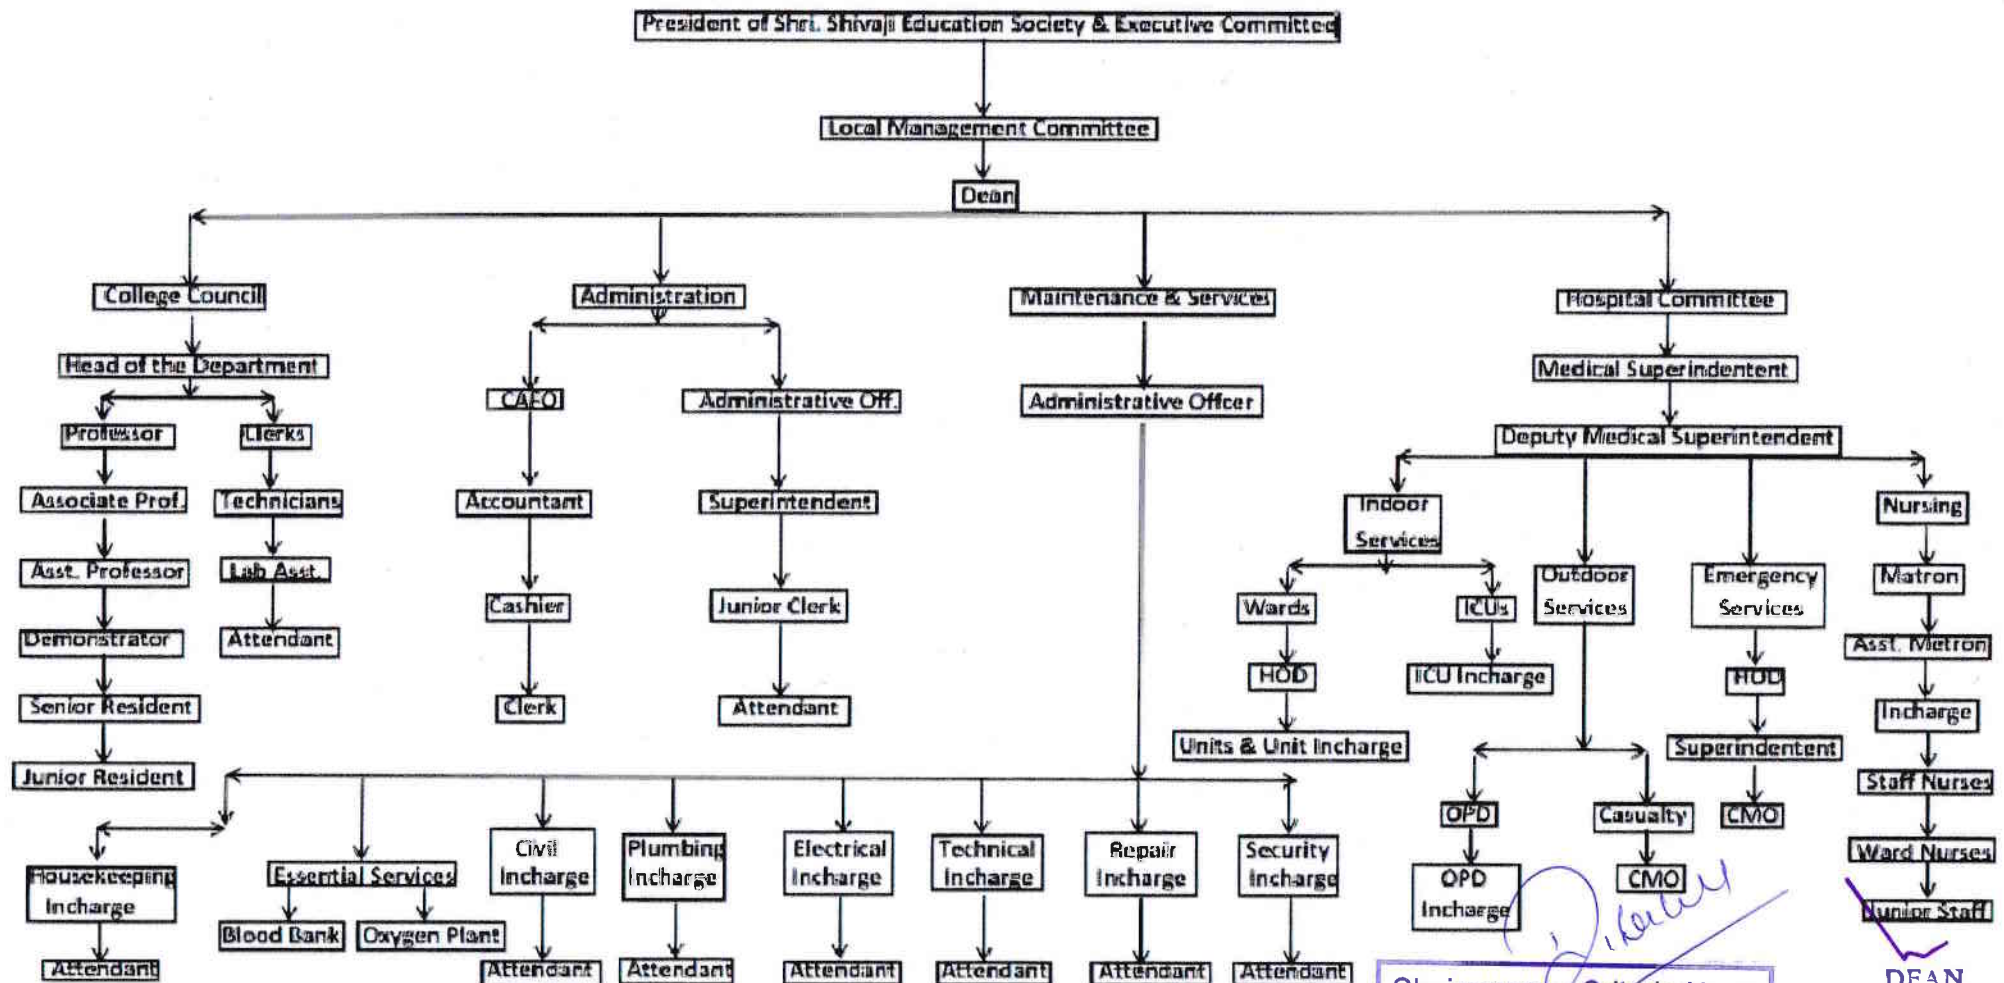 President of Shri. Shivaji Education Society & Executive Committee
Local Management Committee
Dean
College Council
Administration
Maintenance & Services
Hospital Committee
Head of the Department
Medical Superindentent
CAFO
Administrative Off.
Administrative Offcer
Professor
Clerks
Deputy Medical Superintendent
Associate Prof.
Technicians
Accountant
Superintendent
Indoor
Services
Nursing
Asst. Professor
Lab Asst.
Cashier
Junior Clerk
Wards
ICUs
Outdoor
Services
Emergency
Services
Matron
Demonstrator
Attendant
Asst. Metron
HOD
ICU Incharge
HOD
Senior Resident
Clerk
Attendant
Incharge
Units & Unit Incharge
Superindentent
Junior Resident
Staff Nurses
OPD
Casualty
CMO
Housekeeping
Incharge
Essential Services
Civil
Incharge
Plumbing
Incharge
Electrical
Incharge
Technical
Incharge
Repair
Incharge
Security
Incharge
OPD
Incharge
CMO
Ward Nurses
Junior Staff
Blood Bank
Oxygen Plant
Attendant
Attendant
Attendant
Attendant
Attendant
Attendant
Attendant
DEAN